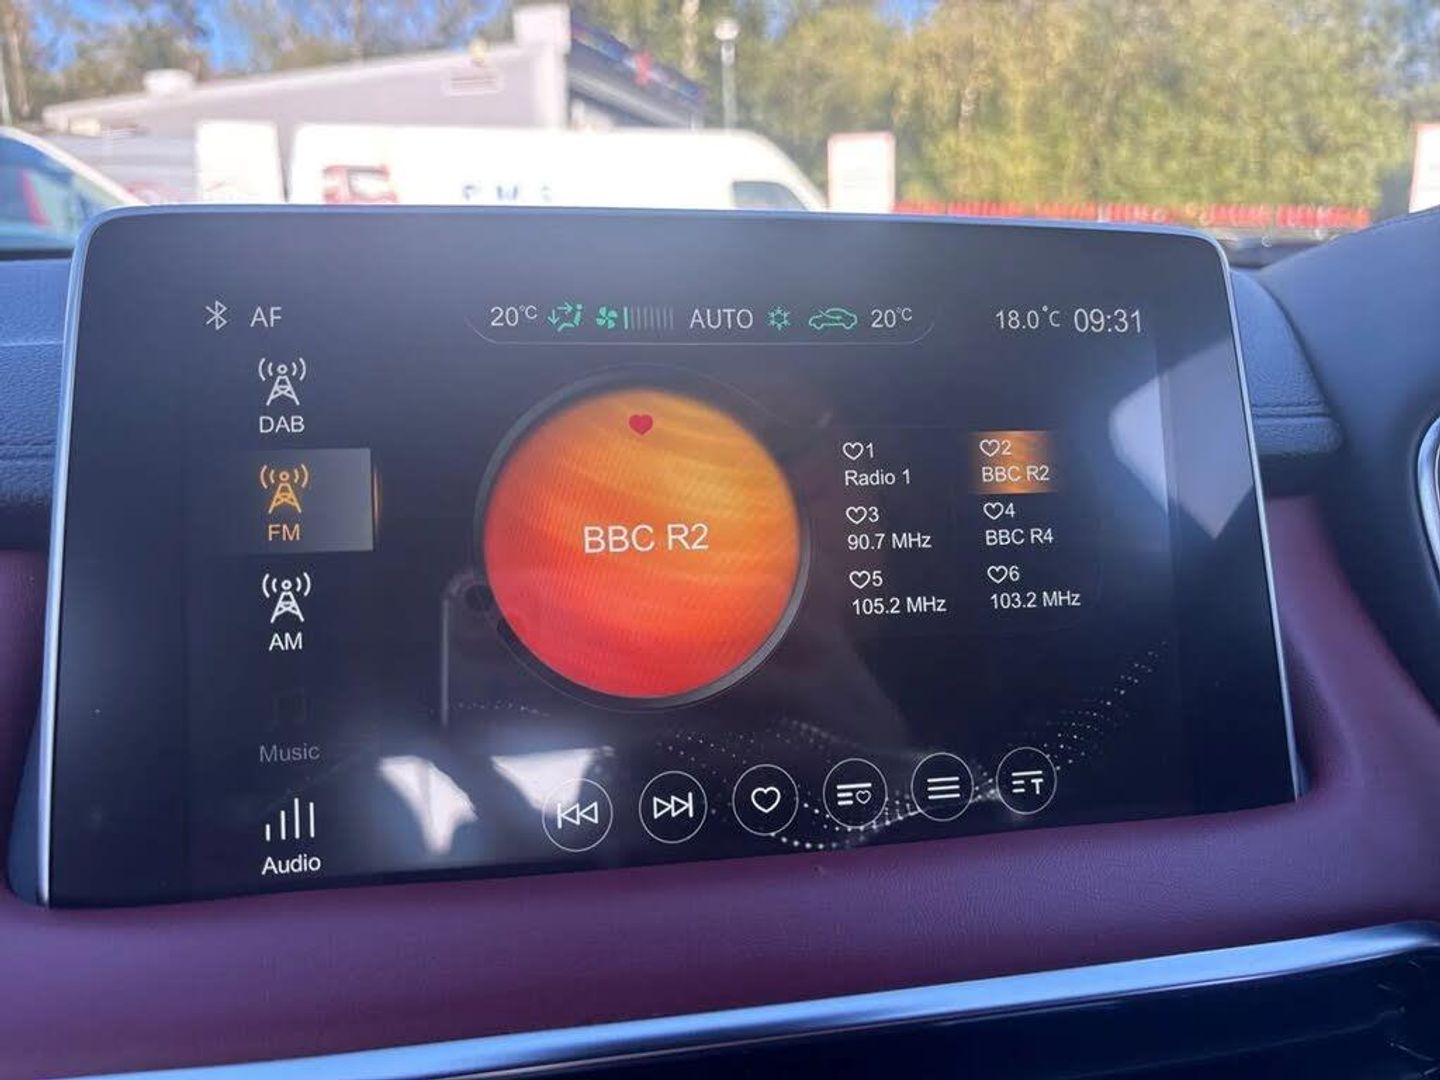 AF
20°C AUTO 20°C
18.0°C 09:31
DAB
FM
AM
Music
Audio
BBC R2
1
Radio 1
2
BBC R2
3
90.7 MHz
4
BBC R4
5
105.2 MHz
6
103.2 MHz